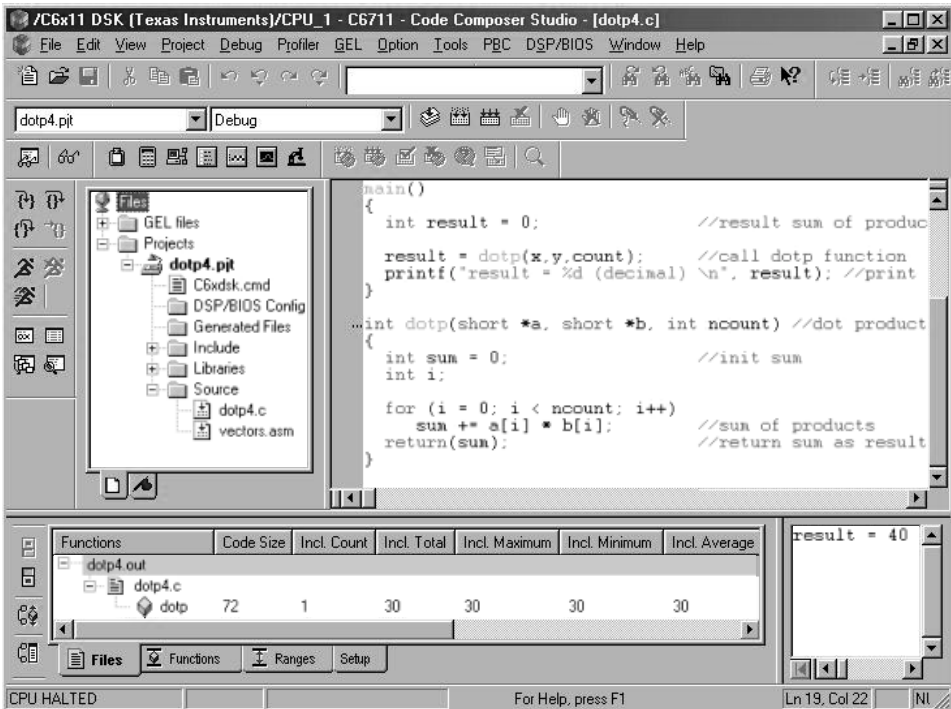 /C6x11 DSK (Texas Instruments)/CPU_1 - C6711 - Code Composer Studio - [dotp4.c]
File Edit View Project Debug Profiler GEL Option Tools PBC DSP/BIOS Window Help
dotp4.pjt Debug
Files
GEL files
Projects
dotp4.pjt
C6xdsk.cmd
DSP/BIOS Config
Generated Files
Include
Libraries
Source
dotp4.c
vectors.asm
main()
{
int result = 0; //result sum of produc
result = dotp(x,y,count); //call dotp function
printf("result = %d (decimal) \n", result); //print
}
int dotp(short *a, short *b, int ncount) //dot product
{
int sum = 0; //init sum
int i;
for (i = 0; i < ncount; i++)
sum += a[i] * b[i]; //sum of products
return(sum); //return sum as result
}
Functions Code Size Incl. Count Incl. Total Incl. Maximum Incl. Minimum Incl. Average
dotp4.out
dotp4.c
dotp 72 1 30 30 30 30
Files Functions Ranges Setup
result = 40
CPU HALTED For Help, press F1 Ln 19, Col 22